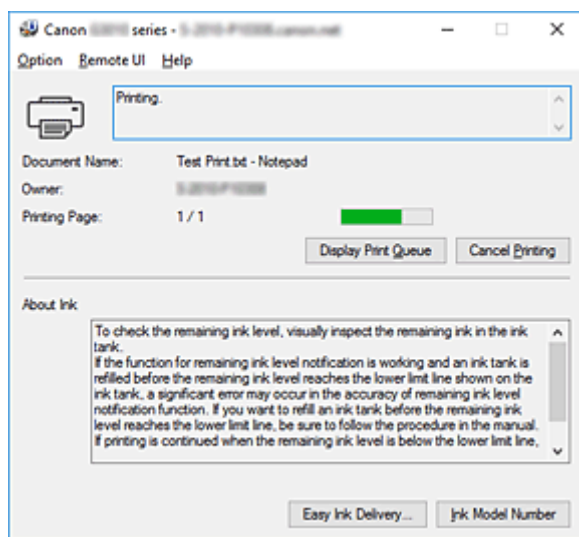 Canon series -
Option Remote UI Help
Printing.
Document Name: Test Print.txt - Notepad
Owner:
Printing Page: 1 / 1
Display Print Queue Cancel Printing
About Ink
To check the remaining ink level, visually inspect the remaining ink in the ink
tank.
If the function for remaining ink level notification is working and an ink tank is
refilled before the remaining ink level reaches the lower limit line shown on the
ink tank, a significant error may occur in the accuracy of remaining ink level
notification function. If you want to refill an ink tank before the remaining ink
level reaches the lower limit line, be sure to follow the procedure in the manual.
If printing is continued when the remaining ink level is below the lower limit line,
Easy Ink Delivery... Ink Model Number